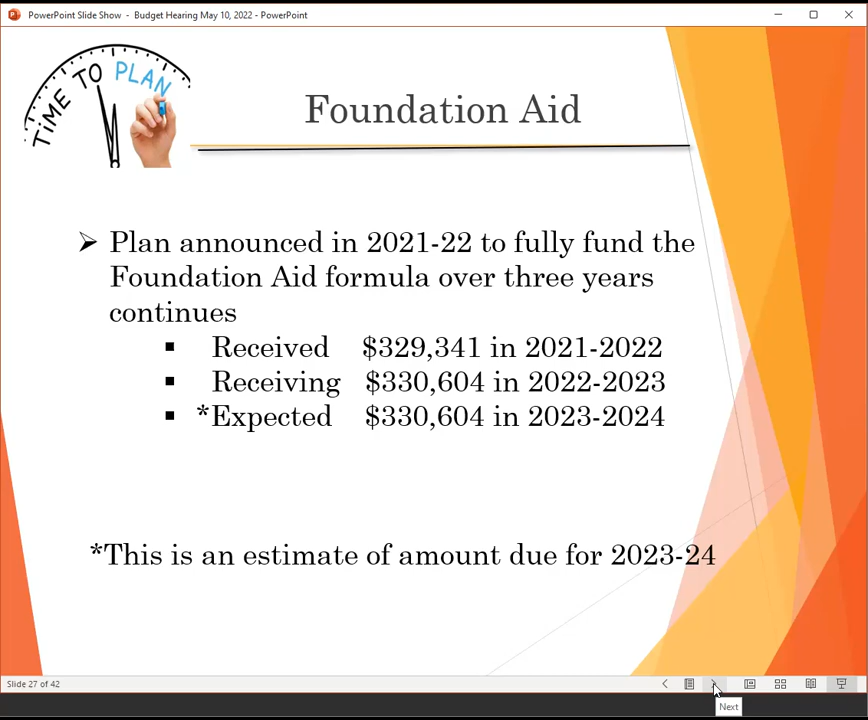 PowerPoint Slide Show - Budget Hearing May 10, 2022 - PowerPoint
TIME TO PLAN
Foundation Aid
➢ Plan announced in 2021-22 to fully fund the
Foundation Aid formula over three years
continues
▪ Received $329,341 in 2021-2022
▪ Receiving $330,604 in 2022-2023
▪ *Expected $330,604 in 2023-2024
*This is an estimate of amount due for 2023-24
Slide 27 of 42
Next